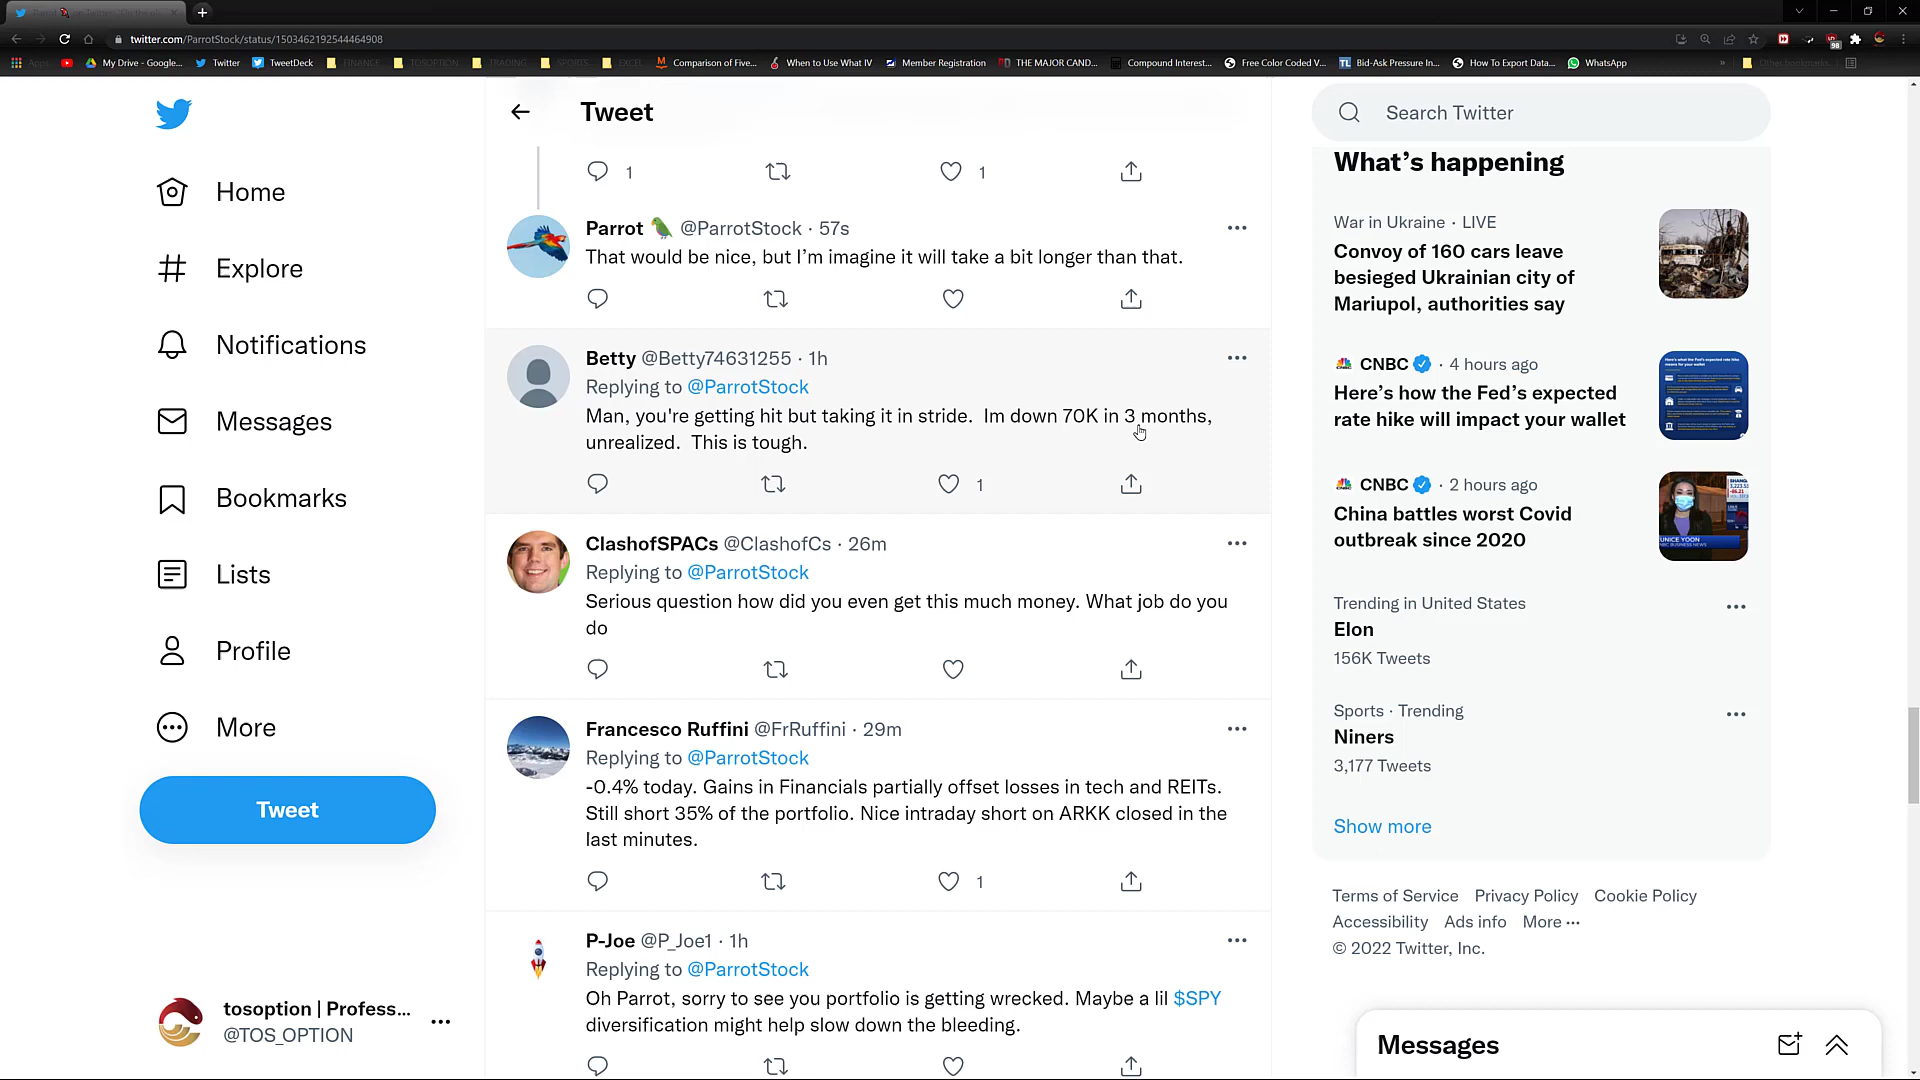 twitter.com/ParrotStock/status/1503462192544464908
Apps
My Drive - Google...
Twitter
TweetDeck
FINANCE
TOSOPTION
TRADING
SPORTS
EXCEL
Comparison of Five...
When to Use What IV
Member Registration
THE MAJOR CAND...
Compound Interest...
Free Color Coded V...
Bid-Ask Pressure In...
How To Export Data...
WhatsApp
»
Other bookmarks
98
Home
Explore
Notifications
Messages
Bookmarks
Lists
Profile
More
Tweet
tosoption | Profess...
@TOS_OPTION
Tweet
1
1
Parrot 🦜 @ParrotStock · 57s
That would be nice, but I’m imagine it will take a bit longer than that.
Betty @Betty74631255 · 1h
Replying to @ParrotStock
Man, you're getting hit but taking it in stride.  Im down 70K in 3 months,
unrealized.  This is tough.
1
ClashofSPACs @ClashofCs · 26m
Replying to @ParrotStock
Serious question how did you even get this much money. What job do you
do
Francesco Ruffini @FrRuffini · 29m
Replying to @ParrotStock
-0.4% today. Gains in Financials partially offset losses in tech and REITs.
Still short 35% of the portfolio. Nice intraday short on ARKK closed in the
last minutes.
1
P-Joe @P_Joe1 · 1h
Replying to @ParrotStock
Oh Parrot, sorry to see you portfolio is getting wrecked. Maybe a lil $SPY
diversification might help slow down the bleeding.
Search Twitter
What’s happening
War in Ukraine · LIVE
Convoy of 160 cars leave
besieged Ukrainian city of
Mariupol, authorities say
CNBC · 4 hours ago
Here’s how the Fed’s expected
rate hike will impact your wallet
CNBC · 2 hours ago
China battles worst Covid
outbreak since 2020
EUNICE YOON
Trending in United States
Elon
156K Tweets
Sports · Trending
Niners
3,177 Tweets
Show more
Terms of Service Privacy Policy Cookie Policy
Accessibility Ads info More ···
© 2022 Twitter, Inc.
Messages